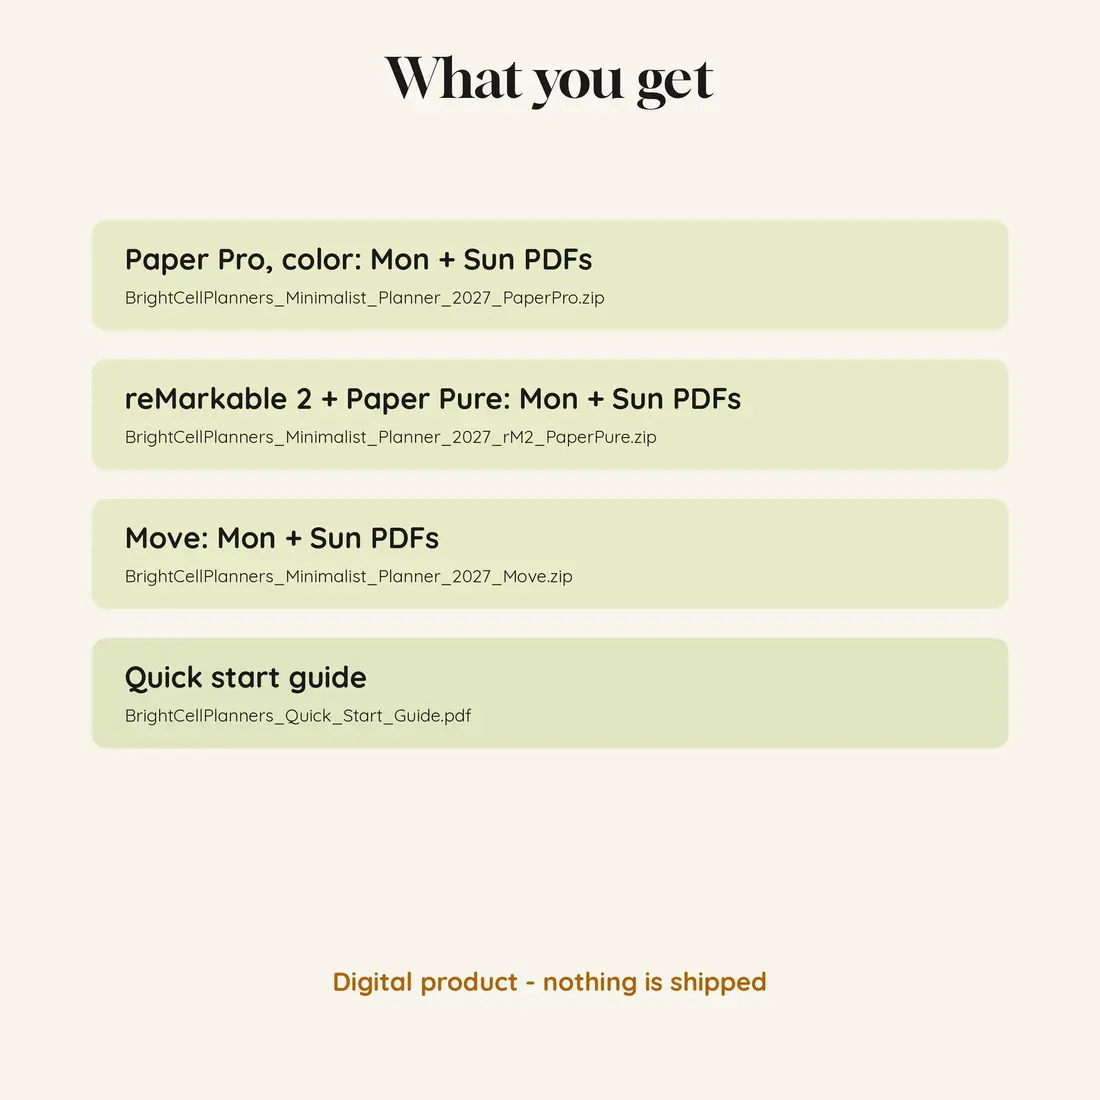 What you get
Paper Pro, color: Mon + Sun PDFs
BrightCellPlanners_Minimalist_Planner_2027_PaperPro.zip
reMarkable 2 + Paper Pure: Mon + Sun PDFs
BrightCellPlanners_Minimalist_Planner_2027_rM2_PaperPure.zip
Move: Mon + Sun PDFs
BrightCellPlanners_Minimalist_Planner_2027_Move.zip
Quick start guide
BrightCellPlanners_Quick_Start_Guide.pdf
Digital product - nothing is shipped